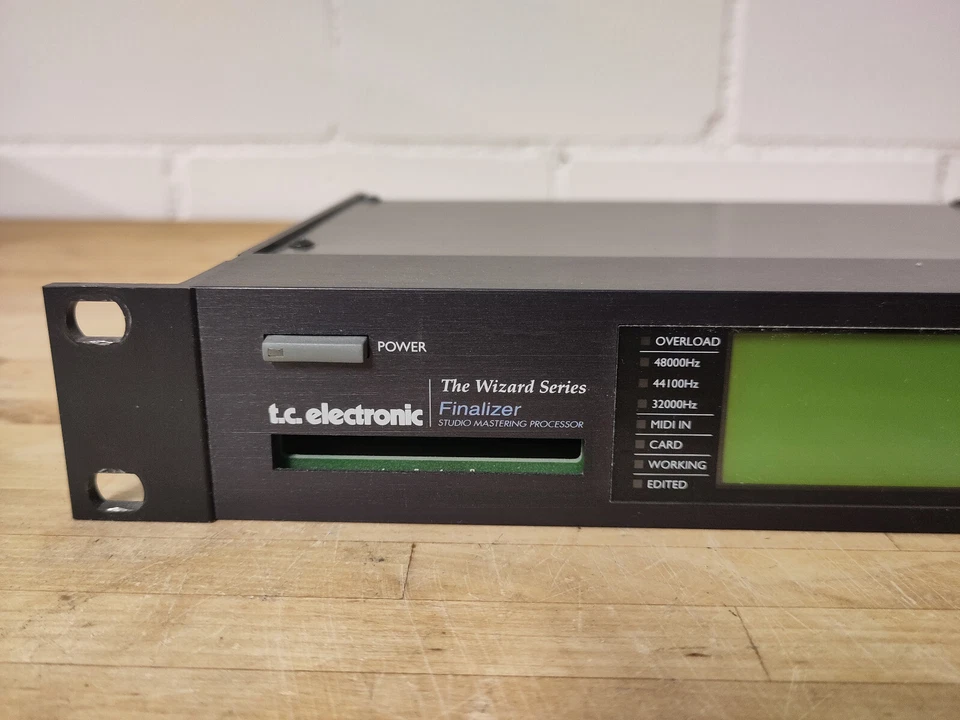 POWER
The Wizard Series
t.c. electronic
Finalizer
STUDIO MASTERING PROCESSOR
OVERLOAD
48000Hz
44100Hz
32000Hz
MIDI IN
CARD
WORKING
EDITED